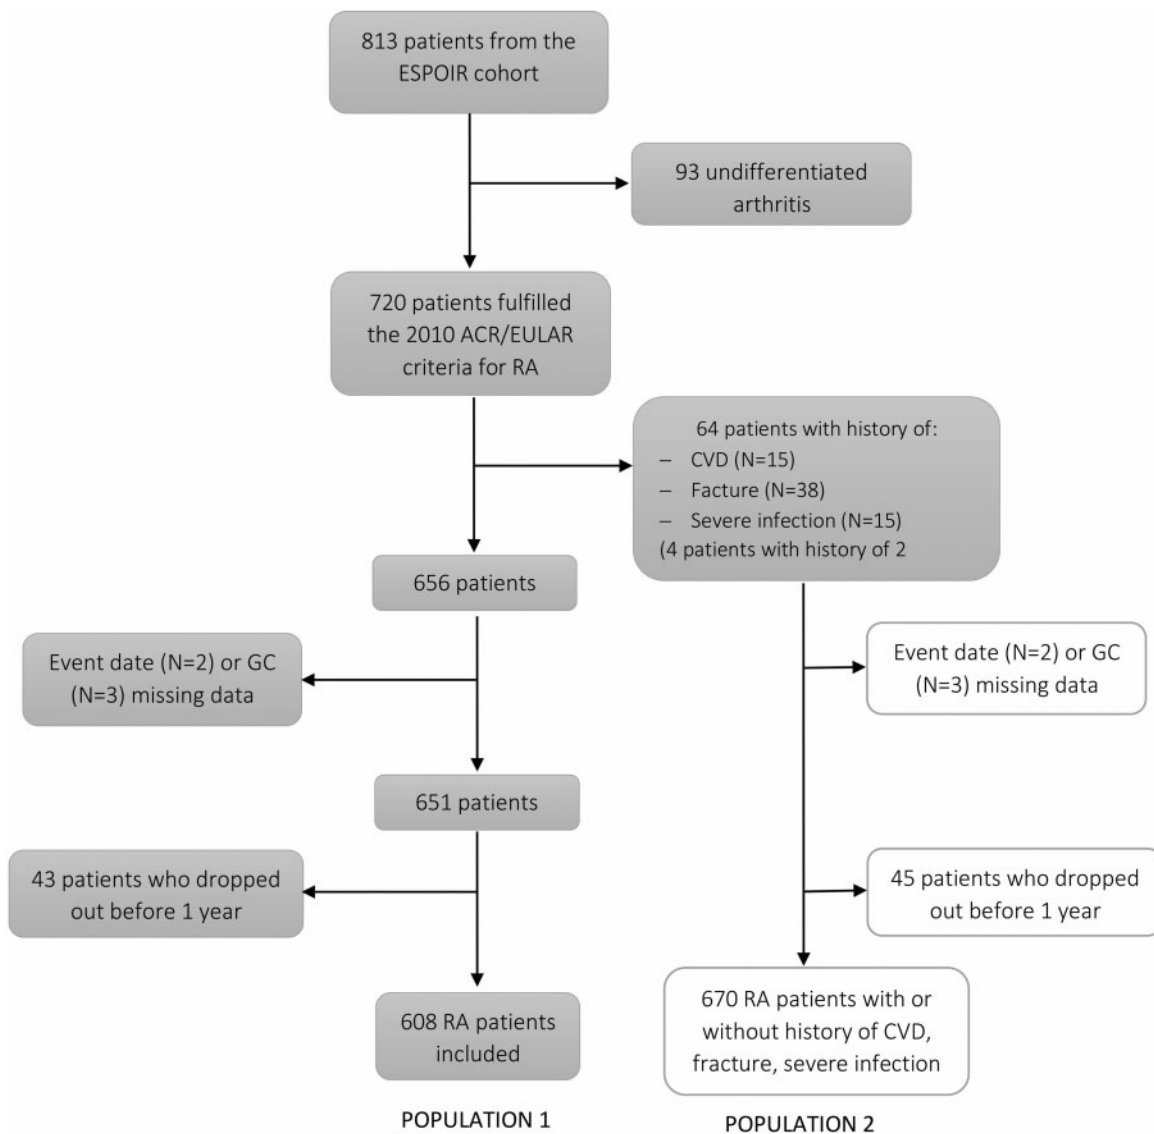 813 patients from the
ESPOIR cohort
93 undifferentiated
arthritis
720 patients fulfilled
the 2010 ACR/EULAR
criteria for RA
64 patients with history of:
– CVD (N=15)
– Facture (N=38)
– Severe infection (N=15)
(4 patients with history of 2
656 patients
Event date (N=2) or GC
(N=3) missing data
Event date (N=2) or GC
(N=3) missing data
651 patients
43 patients who dropped
out before 1 year
45 patients who dropped
out before 1 year
608 RA patients
included
670 RA patients with or
without history of CVD,
fracture, severe infection
POPULATION 1
POPULATION 2